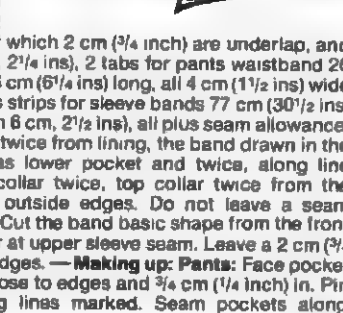 which 2 cm (3/4 inch) are underlap, and
2 1/4 ins), 2 tabs for pants waistband 26
cm (6 1/4 ins) long, all 4 cm (1 1/2 ins) wide
strips for sleeve bands 77 cm (30 1/2 ins
6 cm, 2 1/2 ins), all plus seam allowance
twice from lining, the band drawn in the
as lower pocket and twice, along line
collar twice, top collar twice from the
outside edges. Do not leave a seam
Cut the band basic shape from the fron
at upper sleeve seam. Leave a 2 cm (3/4
dges. — Making up: Pants: Face pocke
ose to edges and 3/4 cm (1/4 inch) in. Pin
g lines marked. Seam pockets along